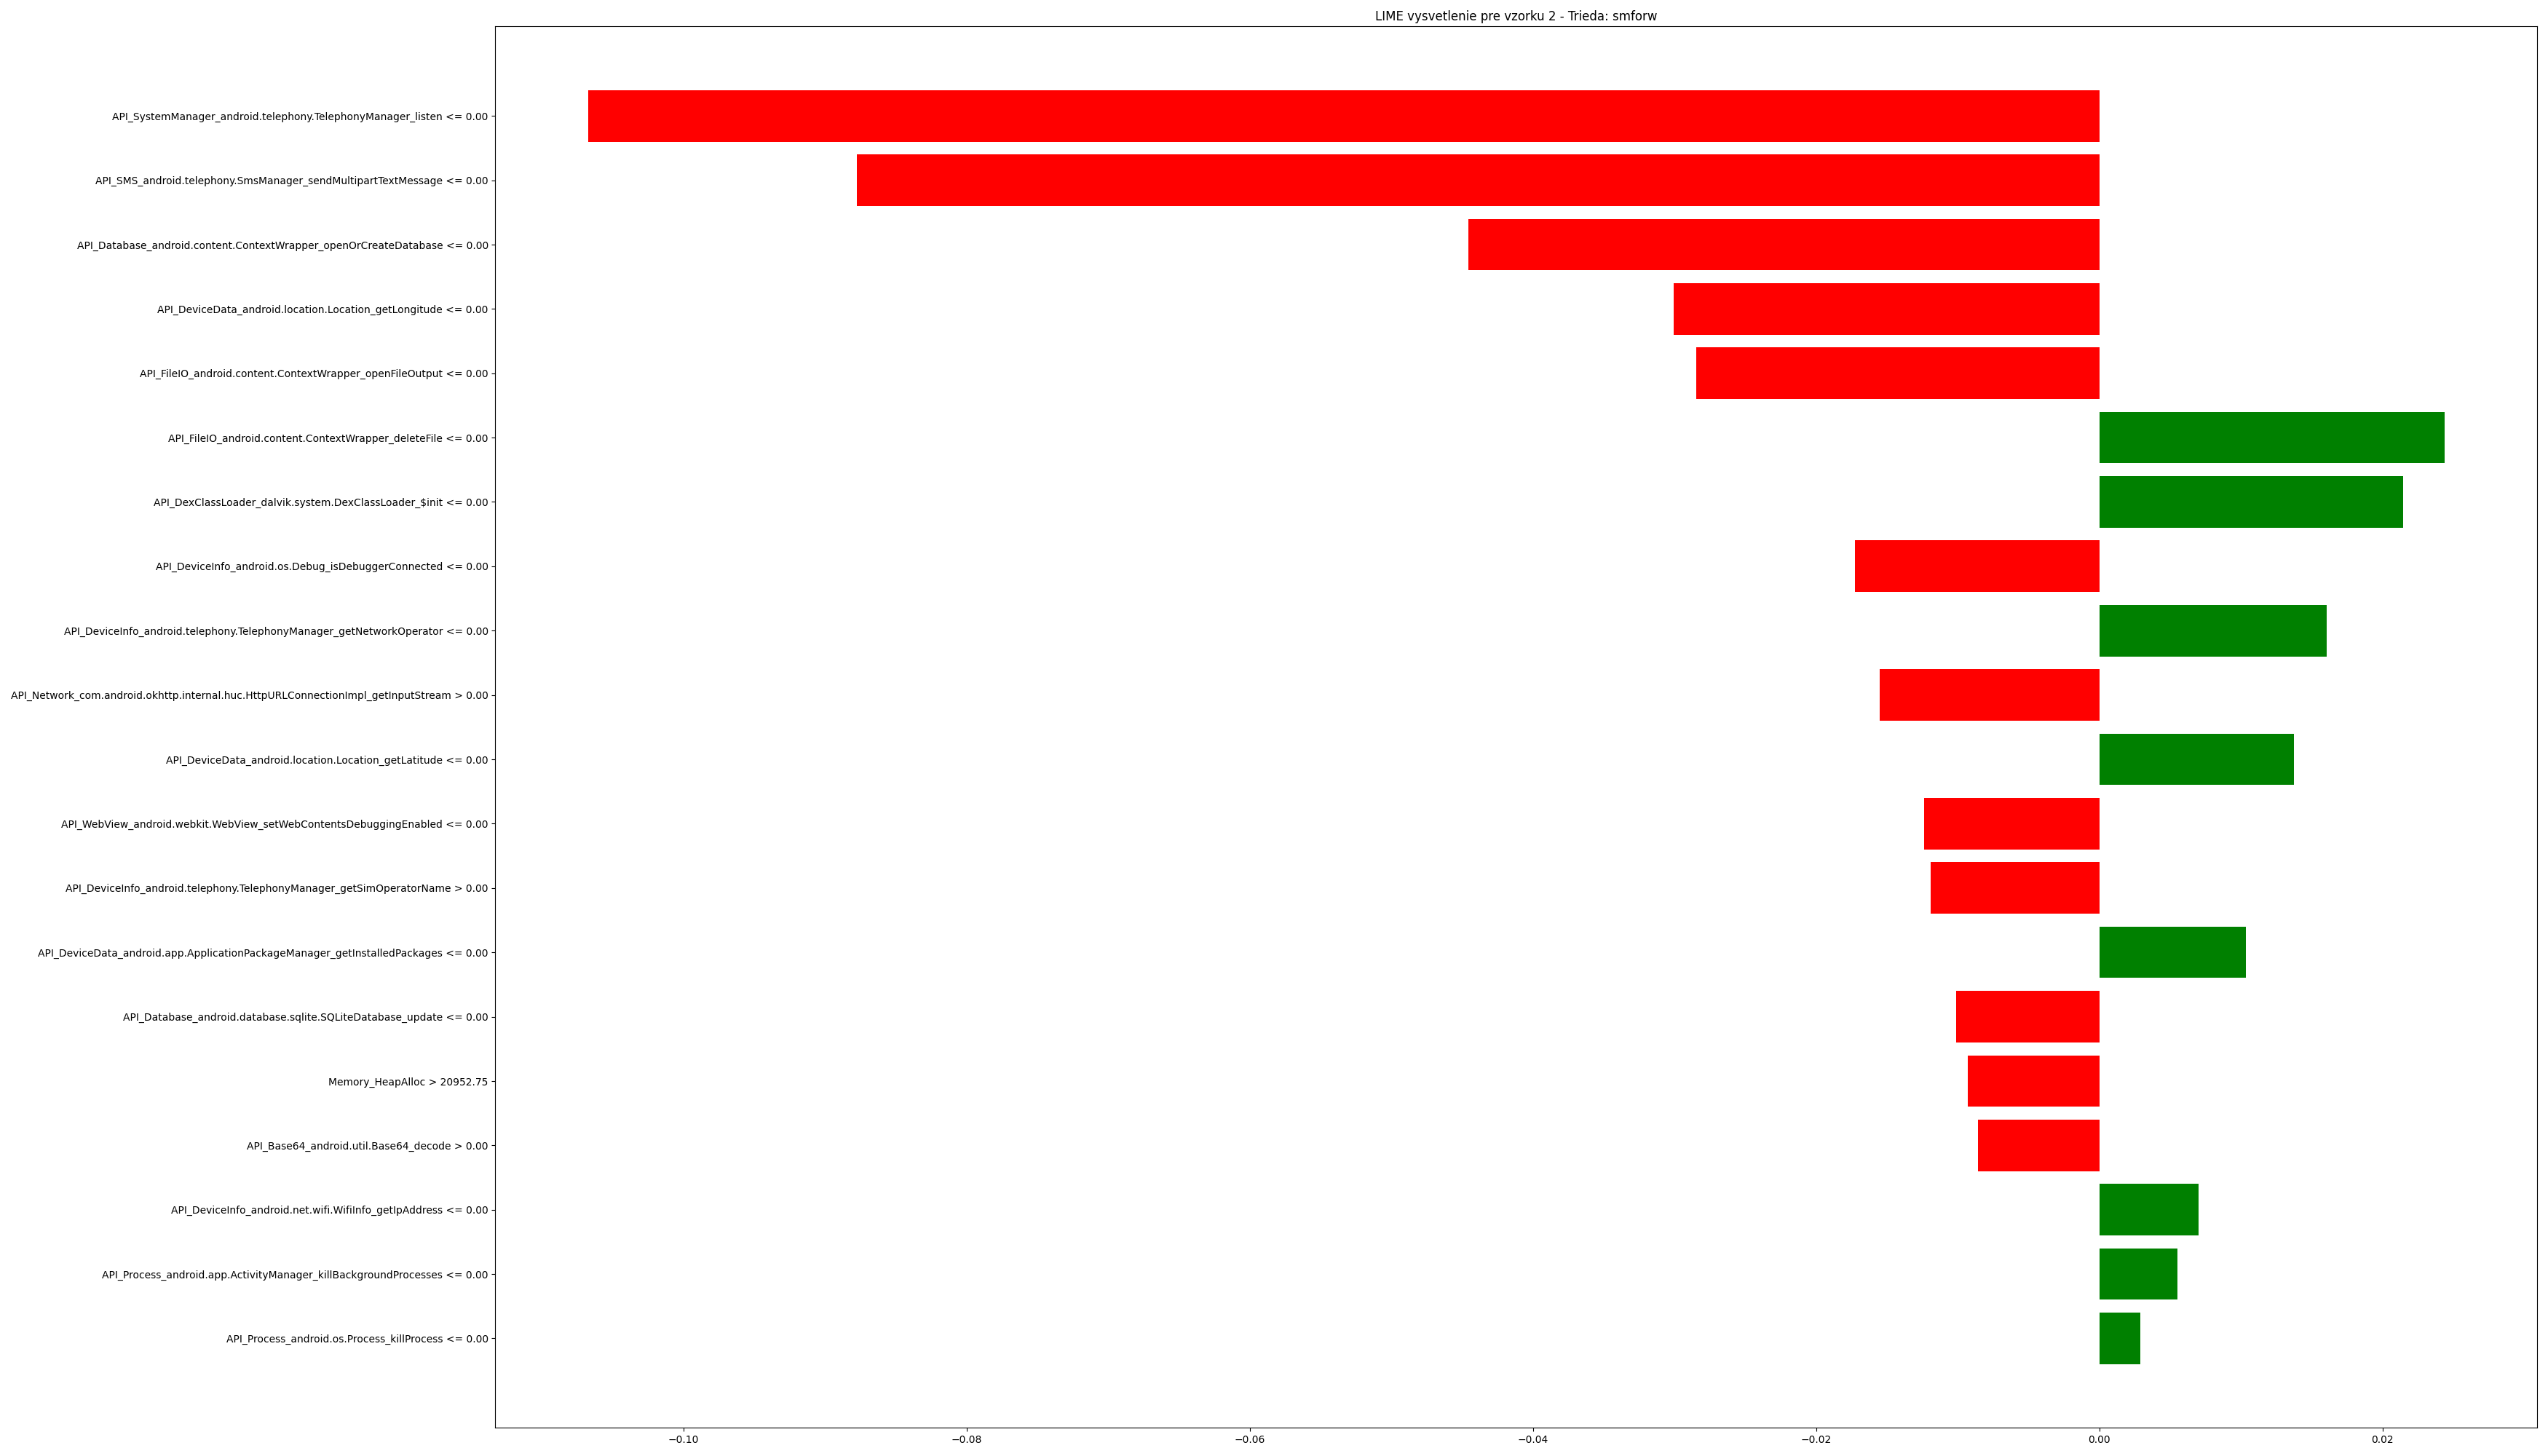 LIME vysvetlenie pre vzorku 2 - Trieda: smforw
API_SystemManager_android.telephony.TelephonyManager_listen <= 0.00
API_SMS_android.telephony.SmsManager_sendMultipartTextMessage <= 0.00
API_Database_android.content.ContextWrapper_openOrCreateDatabase <= 0.00
API_DeviceData_android.location.Location_getLongitude <= 0.00
API_FileIO_android.content.ContextWrapper_openFileOutput <= 0.00
API_FileIO_android.content.ContextWrapper_deleteFile <= 0.00
API_DexClassLoader_dalvik.system.DexClassLoader_$init <= 0.00
API_DeviceInfo_android.os.Debug_isDebuggerConnected <= 0.00
API_DeviceInfo_android.telephony.TelephonyManager_getNetworkOperator <= 0.00
API_Network_com.android.okhttp.internal.huc.HttpURLConnectionImpl_getInputStream > 0.00
API_DeviceData_android.location.Location_getLatitude <= 0.00
API_WebView_android.webkit.WebView_setWebContentsDebuggingEnabled <= 0.00
API_DeviceInfo_android.telephony.TelephonyManager_getSimOperatorName > 0.00
API_DeviceData_android.app.ApplicationPackageManager_getInstalledPackages <= 0.00
API_Database_android.database.sqlite.SQLiteDatabase_update <= 0.00
Memory_HeapAlloc > 20952.75
API_Base64_android.util.Base64_decode > 0.00
API_DeviceInfo_android.net.wifi.WifiInfo_getIpAddress <= 0.00
API_Process_android.app.ActivityManager_killBackgroundProcesses <= 0.00
API_Process_android.os.Process_killProcess <= 0.00
−0.10 −0.08 −0.06 −0.04 −0.02 0.00 0.02